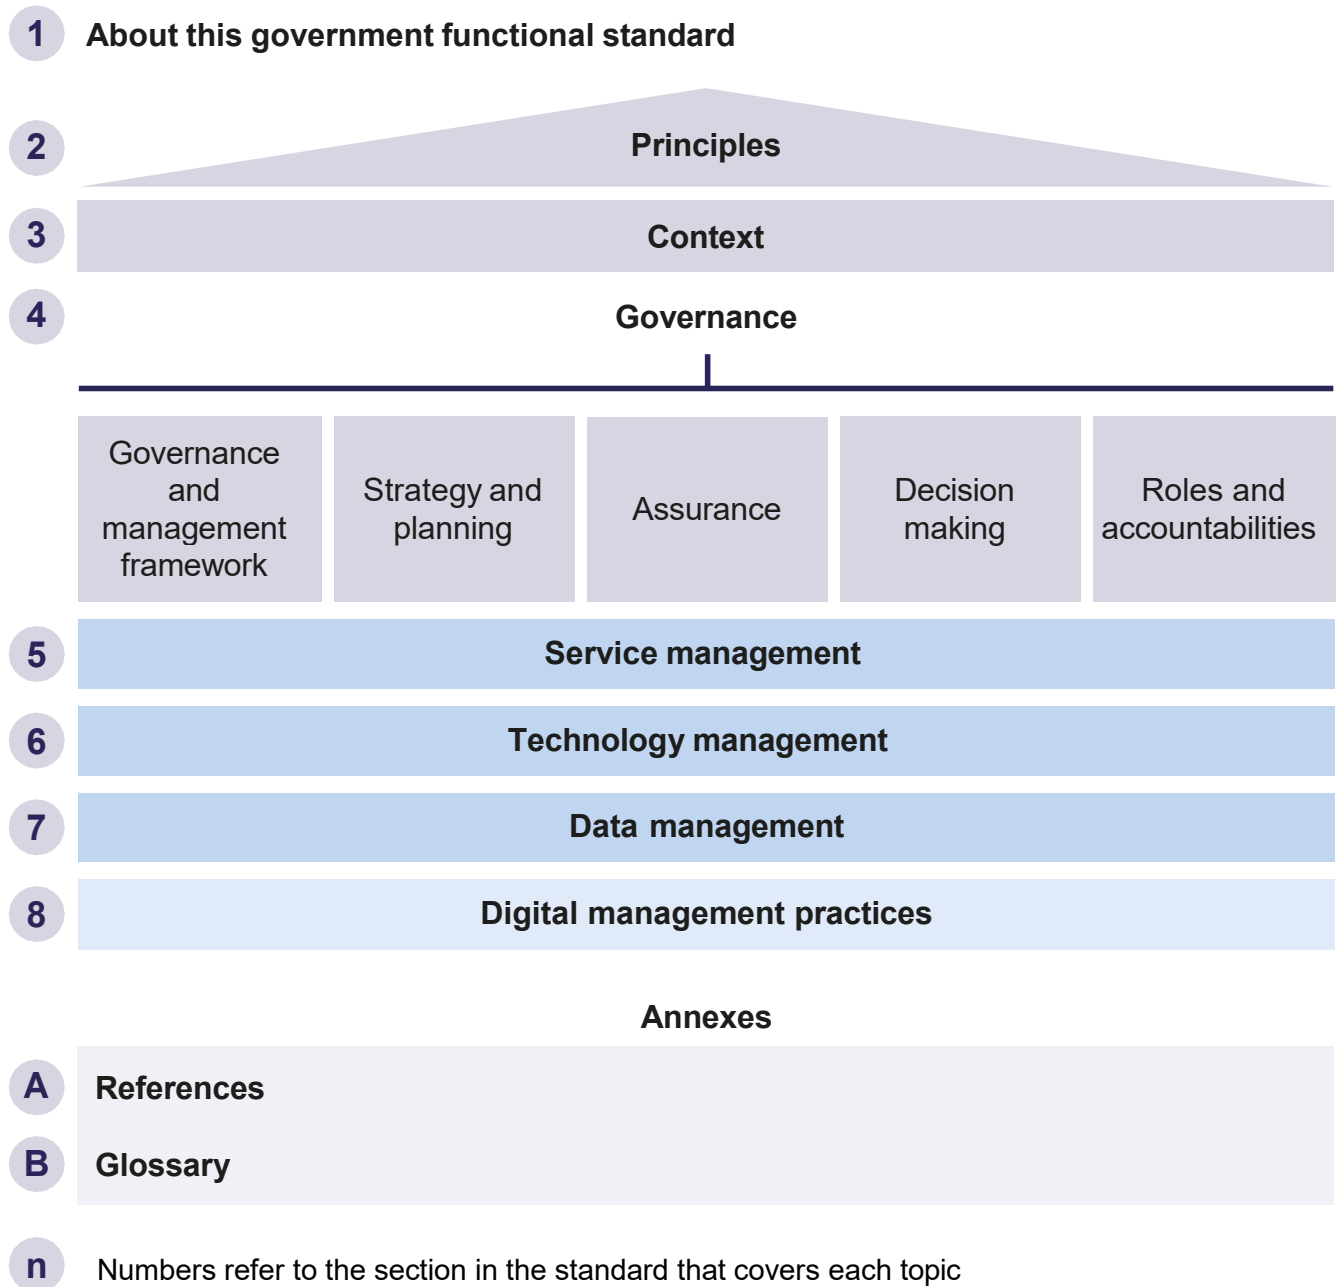 1 About this government functional standard
2 Principles
3 Context
4 Governance
Governance
and
management
framework
Strategy and
planning
Assurance
Decision
making
Roles and
accountabilities
5 Service management
6 Technology management
7 Data management
8 Digital management practices
Annexes
A References
B Glossary
n Numbers refer to the section in the standard that covers each topic